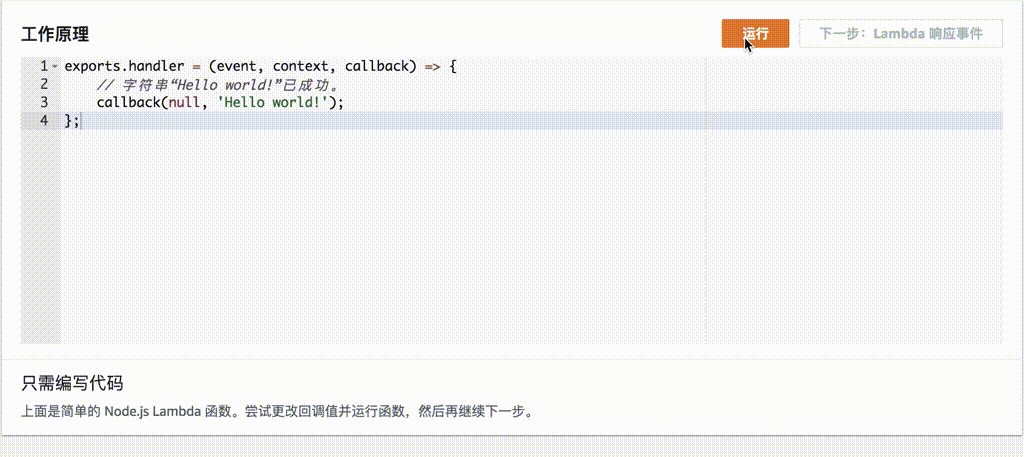 工作原理
运行
下一步：Lambda 响应事件
1 exports.handler = (event, context, callback) => {
2 // 字符串“Hello world!”已成功。
3 callback(null, 'Hello world!');
4 };
只需编写代码
上面是简单的 Node.js Lambda 函数。尝试更改回调值并运行函数，然后再继续下一步。